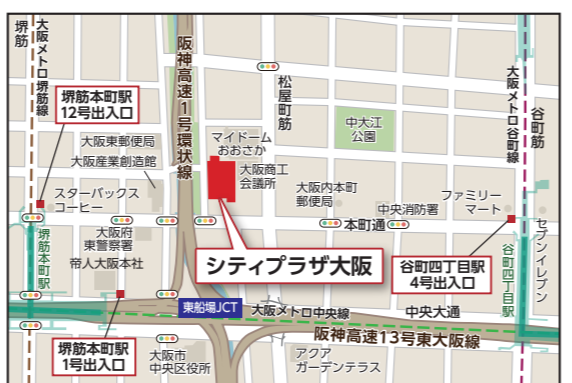 堺筋
大阪メトロ堺筋線
堺筋本町駅
12号出入口
大阪東郵便局
大阪産業創造館
スターバックス
コーヒー
大阪府
東警察署
帝人大阪本社
堺筋本町駅
堺筋本町駅
1号出入口
大阪市
中央区役所
阪神高速1号環状線
マイドーム
おおさか
大阪商工
会議所
松屋町筋
中大江
公園
大阪内本町
郵便局
中央消防署
本町通
シティプラザ大阪
東船場JCT
大阪メトロ中央線
中央大通
阪神高速13号東大阪線
アクア
ガーデンテラス
大阪メトロ谷町線
谷町筋
ファミリー
マート
谷町四丁目駅
4号出入口
谷町四丁目駅
セブンイレブン